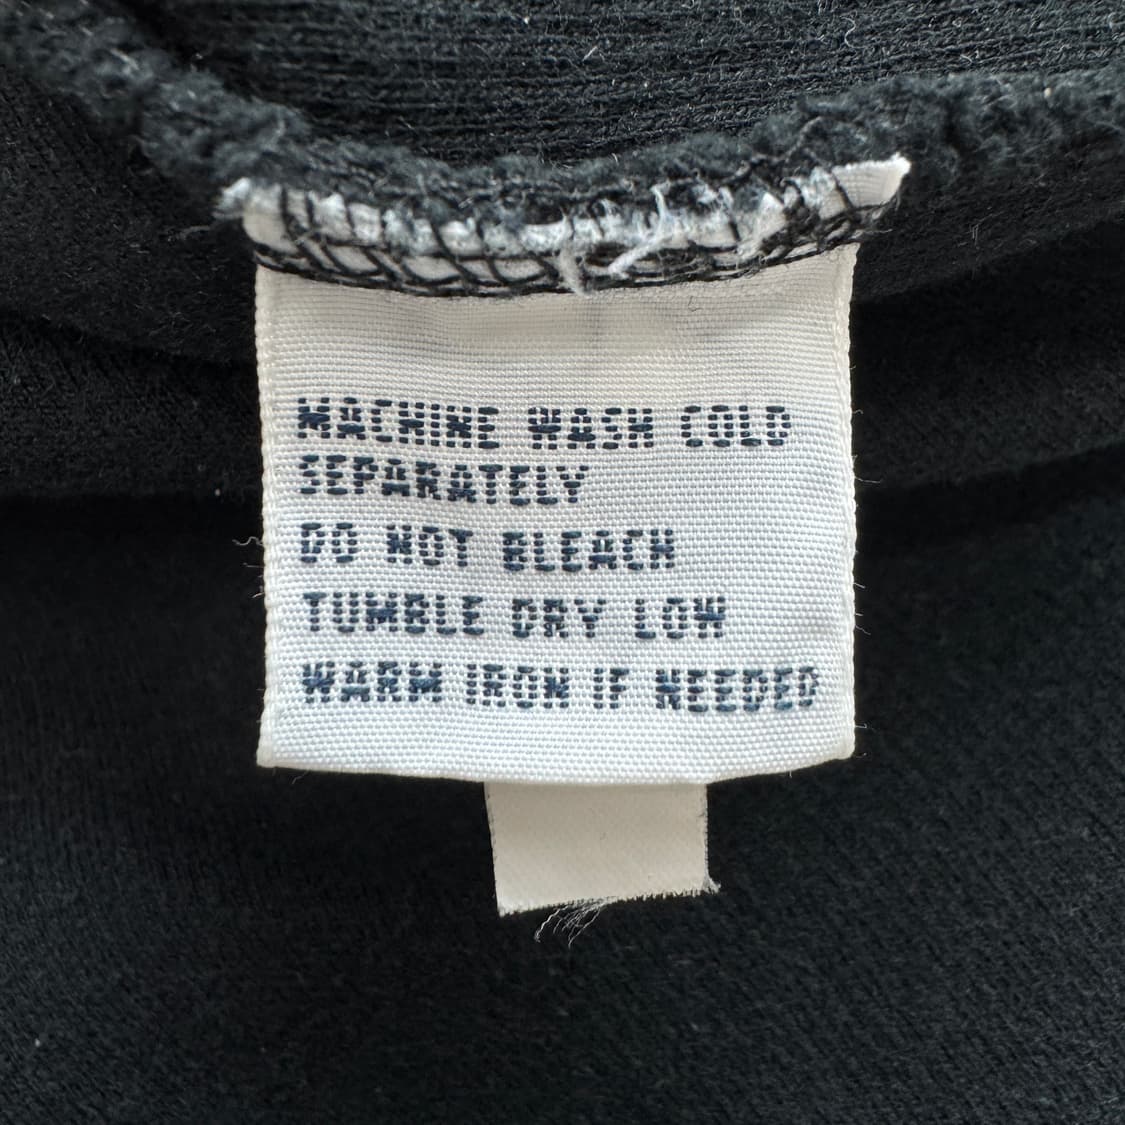 MACHINE WASH COLD
SEPARATELY
DO NOT BLEACH
TUMBLE DRY LOW
WARM IRON IF NEEDED